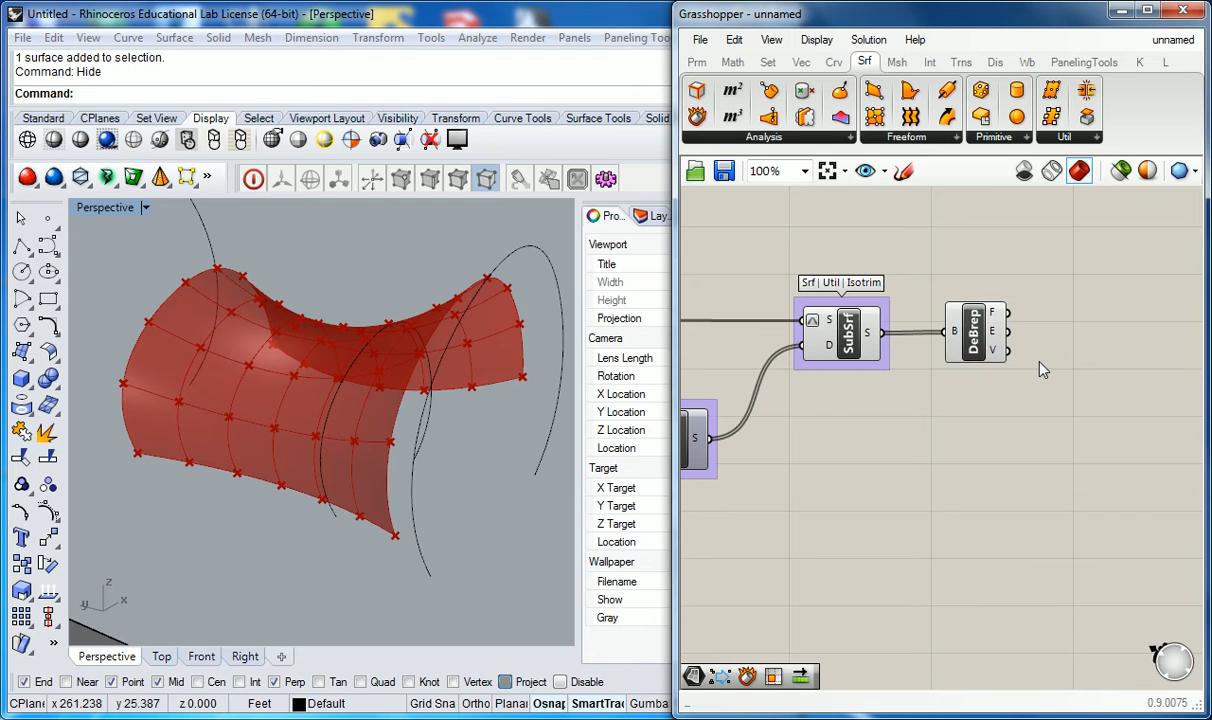 Untitled - Rhinoceros Educational Lab License (64-bit) - [Perspective]
File Edit View Curve Surface Solid Mesh Dimension Transform Tools Analyze Render Panels Paneling Too
1 surface added to selection.
Command: Hide
Command:
Standard CPlanes Set View Display Select Viewport Layout Visibility Transform Curve Tools Surface Tools Solid
Perspective
Pro... Lay
Viewport
Title
Width
Height
Projection
Camera
Lens Length
Rotation
X Location
Y Location
Z Location
Location
Target
X Target
Y Target
Z Target
Location
Wallpaper
Filename
Show
Gray
z
y x
Perspective Top Front Right
End Near Point Mid Cen Int Perp Tan Quad Knot Vertex Project Disable
CPlane x 261.238 y 25.387 z 0.000 Feet Default Grid Sna Ortho Planar Osnap SmartTrac Gumba
Grasshopper - unnamed
File Edit View Display Solution Help unnamed
Prm Math Set Vec Crv Srf Msh Int Trns Dis Wb PanelingTools K L
m² m³
Analysis Freeform Primitive Util
100%
Srf | Util | Isotrim
S D SubSrf S
B DeBrep F E V
S
0.9.0075